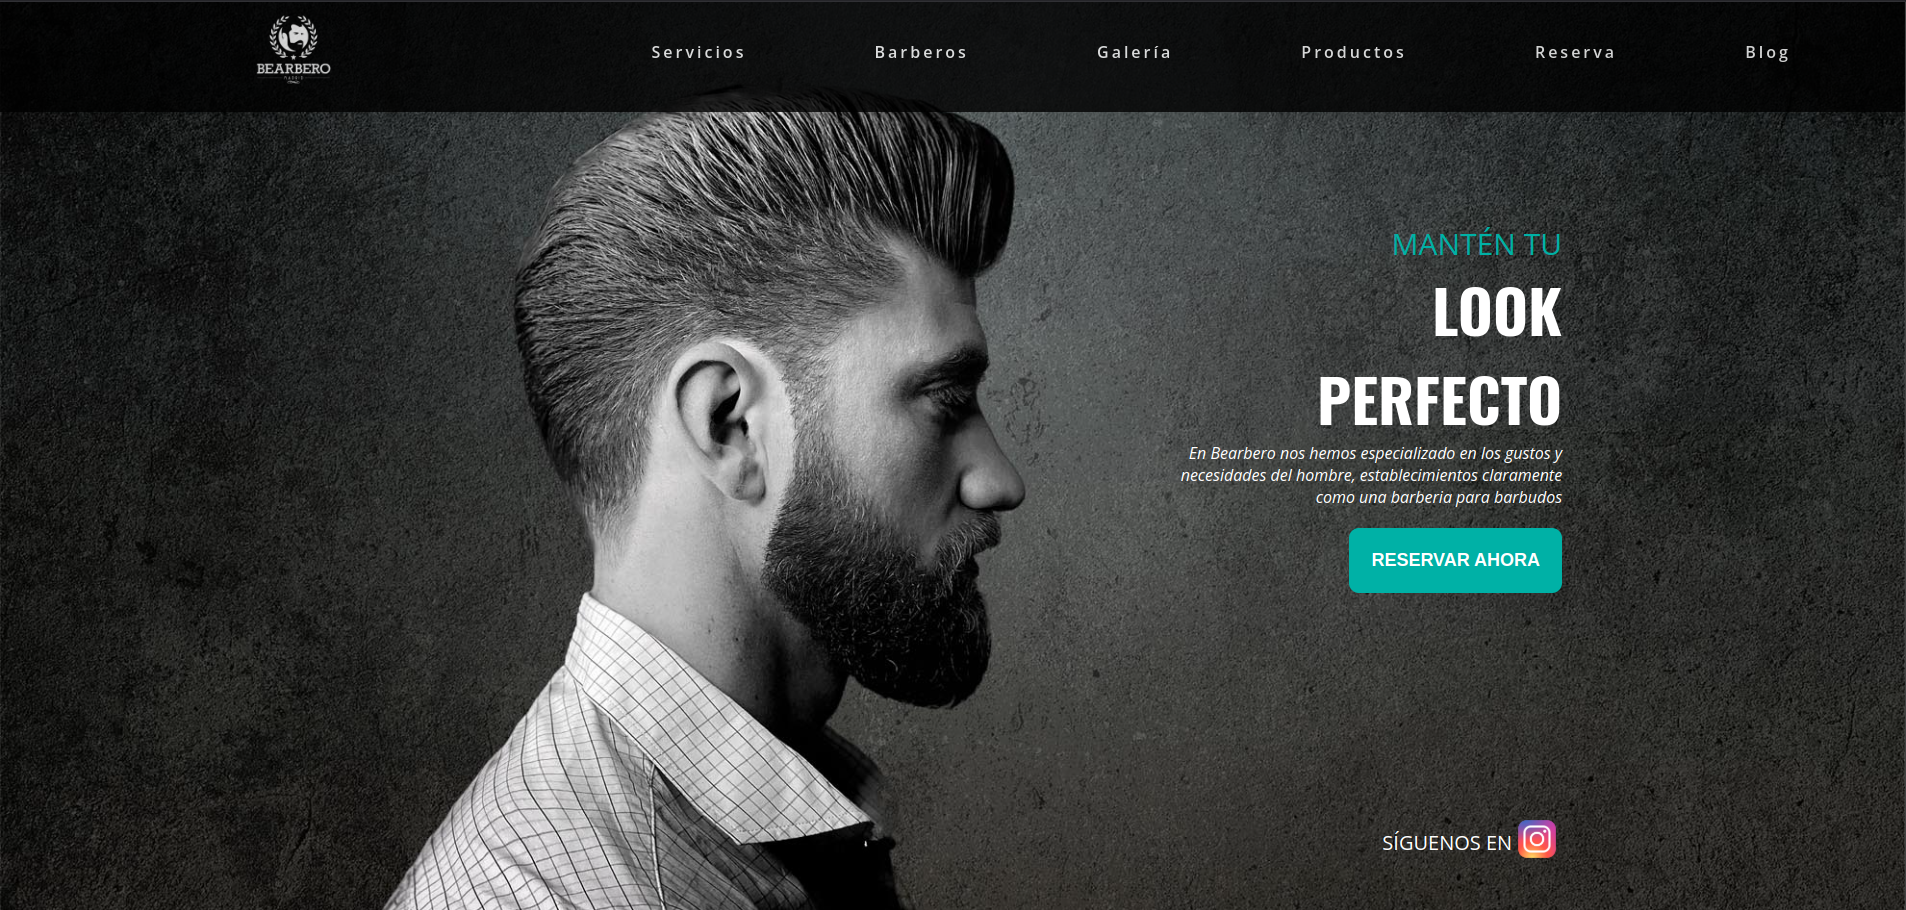 BEARBERO
Servicios
Barberos
Galería
Productos
Reserva
Blog
MANTÉN TU
LOOK
PERFECTO
En Bearbero nos hemos especializado en los gustos y
necesidades del hombre, establecimientos claramente
como una barberia para barbudos
RESERVAR AHORA
SÍGUENOS EN